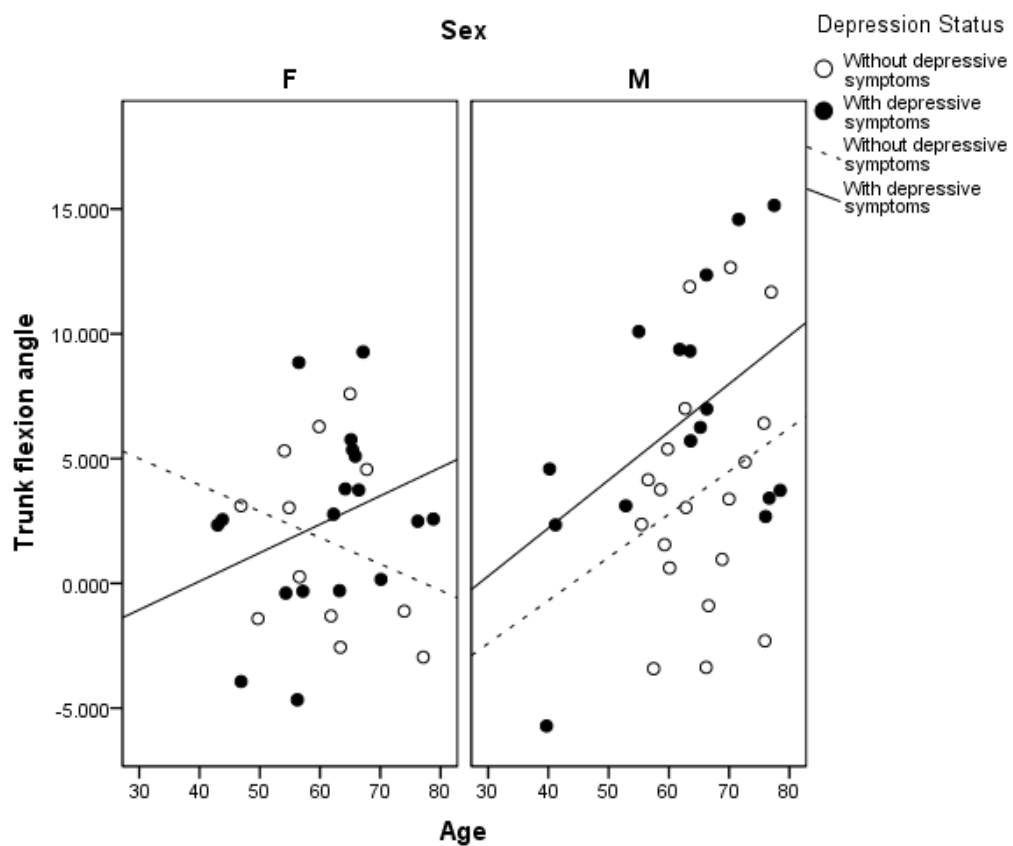 Sex
Depression Status
F
M
Without depressive
symptoms
With depressive
symptoms
Without depressive
symptoms
With depressive
symptoms
Trunk flexion angle
15.000
10.000
5.000
0.000
-5.000
30 40 50 60 70 80
30 40 50 60 70 80
Age